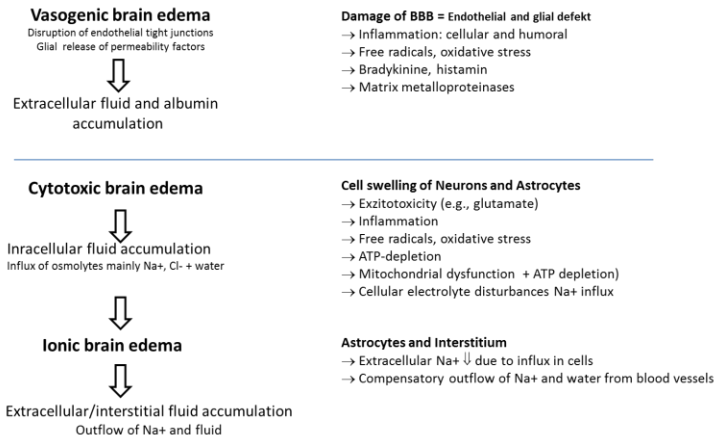 Vasogenic brain edema
Disruption of endothelial tight junctions
Glial release of permeability factors
Extracellular fluid and albumin
accumulation
Damage of BBB = Endothelial and glial defekt
→ Inflammation: cellular and humoral
→ Free radicals, oxidative stress
→ Bradykinine, histamin
→ Matrix metalloproteinases
Cytotoxic brain edema
Inracellular fluid accumulation
Influx of osmolytes mainly Na+, Cl- + water
Cell swelling of Neurons and Astrocytes
→ Exzitotoxicity (e.g., glutamate)
→ Inflammation
→ Free radicals, oxidative stress
→ ATP-depletion
→ Mitochondrial dysfunction + ATP depletion)
→ Cellular electrolyte disturbances Na+ influx
Ionic brain edema
Extracellular/interstitial fluid accumulation
Outflow of Na+ and fluid
Astrocytes and Interstitium
→ Extracellular Na+ ⇓ due to influx in cells
→ Compensatory outflow of Na+ and water from blood vessels